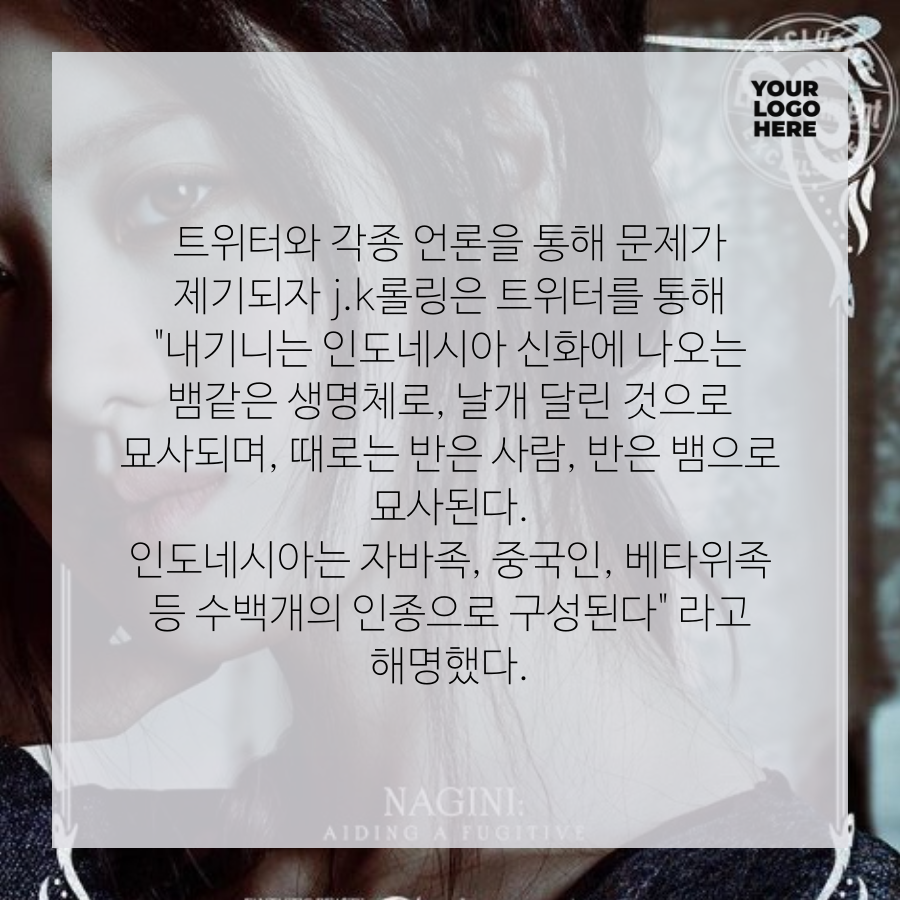 YOUR
LOGO
HERE
트위터와 각종 언론을 통해 문제가
제기되자 j.k롤링은 트위터를 통해
"내기니는 인도네시아 신화에 나오는
뱀같은 생명체로, 날개 달린 것으로
묘사되며, 때로는 반은 사람, 반은 뱀으로
묘사된다.
인도네시아는 자바족, 중국인, 베타위족
등 수백개의 인종으로 구성된다" 라고
해명했다.
NAGINI:
AIDING A FUGITIVE